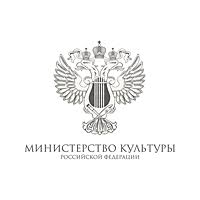 МИНИСТЕРСТВО КУЛЬТУРЫ
РОССИЙСКОЙ ФЕДЕРАЦИИ